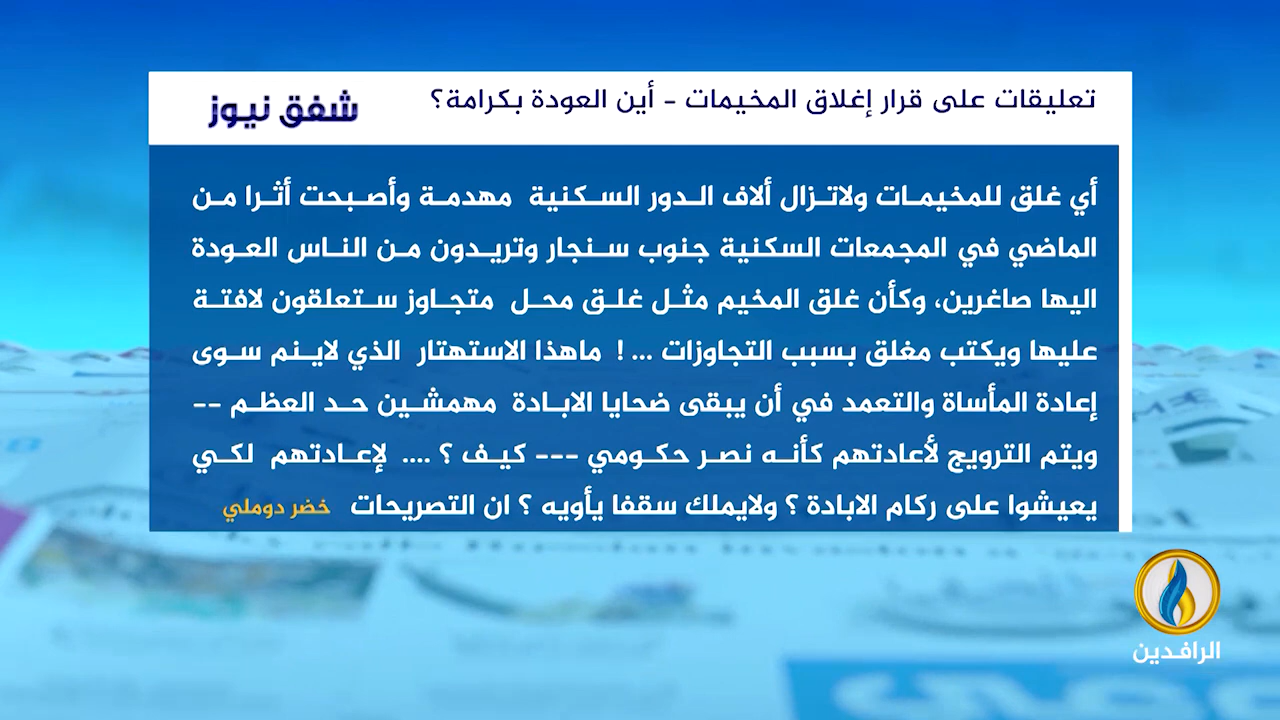 تعليقات على قرار إغلاق المخيمات - أين العودة بكرامة؟
شفق نيوز
أي غلق للمخيمات ولاتزال ألاف الدور السكنية مهدمة وأصبحت أثرا من
الماضي في المجمعات السكنية جنوب سنجار وتريدون من الناس العودة
اليها صاغرين، وكأن غلق المخيم مثل غلق محل متجاوز ستعلقون لافتة
عليها ويكتب مغلق بسبب التجاوزات ... ! ماهذا الاستهتار الذي لاينم سوى
إعادة المأساة والتعمد في أن يبقى ضحايا الابادة مهمشين حد العظم --
ويتم الترويج لأعادتهم كأنه نصر حكومي --- كيف ؟ .... لإعادتهم لكي
يعيشوا على ركام الابادة ؟ ولايملك سقفا يأويه ؟ ان التصريحات خضر دوملي
الرافدين